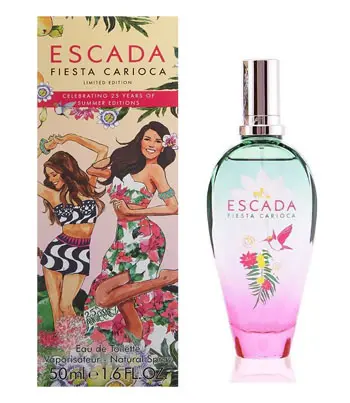 ESCADA
FIESTA CARIOCA
LIMITED EDITION
CELEBRATING 25 YEARS OF
SUMMER EDITIONS
Eau de Toilette
Vaporisateur - Natural Spray
50ml ℮ 1.6 FL.OZ.
ESCADA
FIESTA CARIOCA